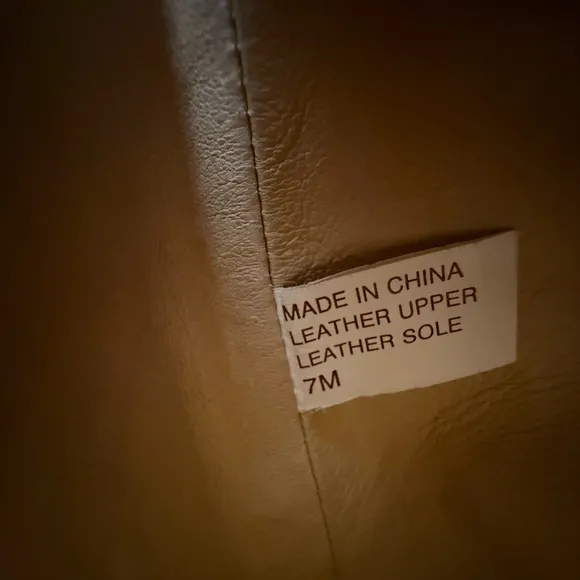 MADE IN CHINA
LEATHER UPPER
LEATHER SOLE
7M